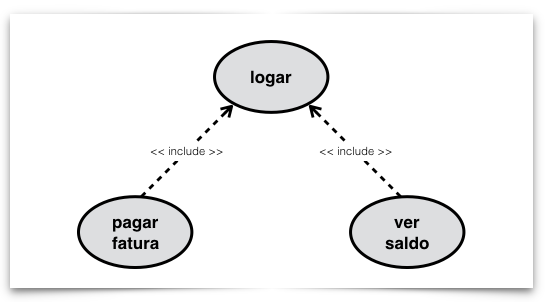 logar
<< include >>
<< include >>
pagar
fatura
ver
saldo